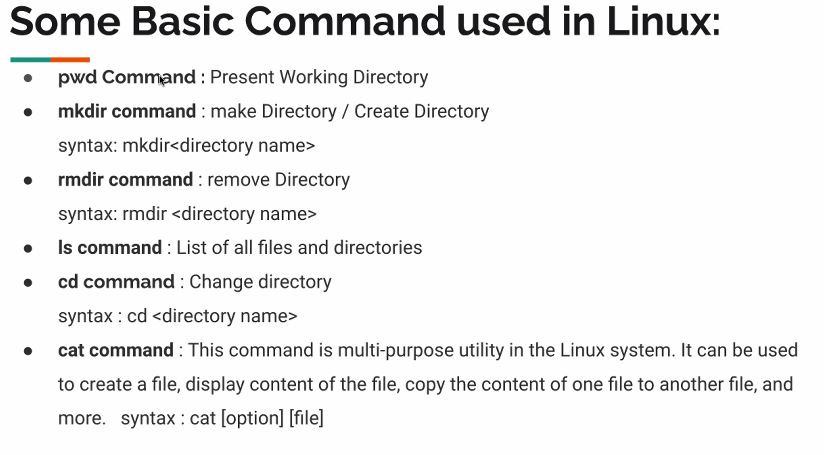 Some Basic Command used in Linux:
● pwd Command : Present Working Directory
● mkdir command : make Directory / Create Directory
syntax: mkdir<directory name>
● rmdir command : remove Directory
syntax: rmdir <directory name>
● ls command : List of all files and directories
● cd command : Change directory
syntax : cd <directory name>
● cat command : This command is multi-purpose utility in the Linux system. It can be used
to create a file, display content of the file, copy the content of one file to another file, and
more. syntax : cat [option] [file]